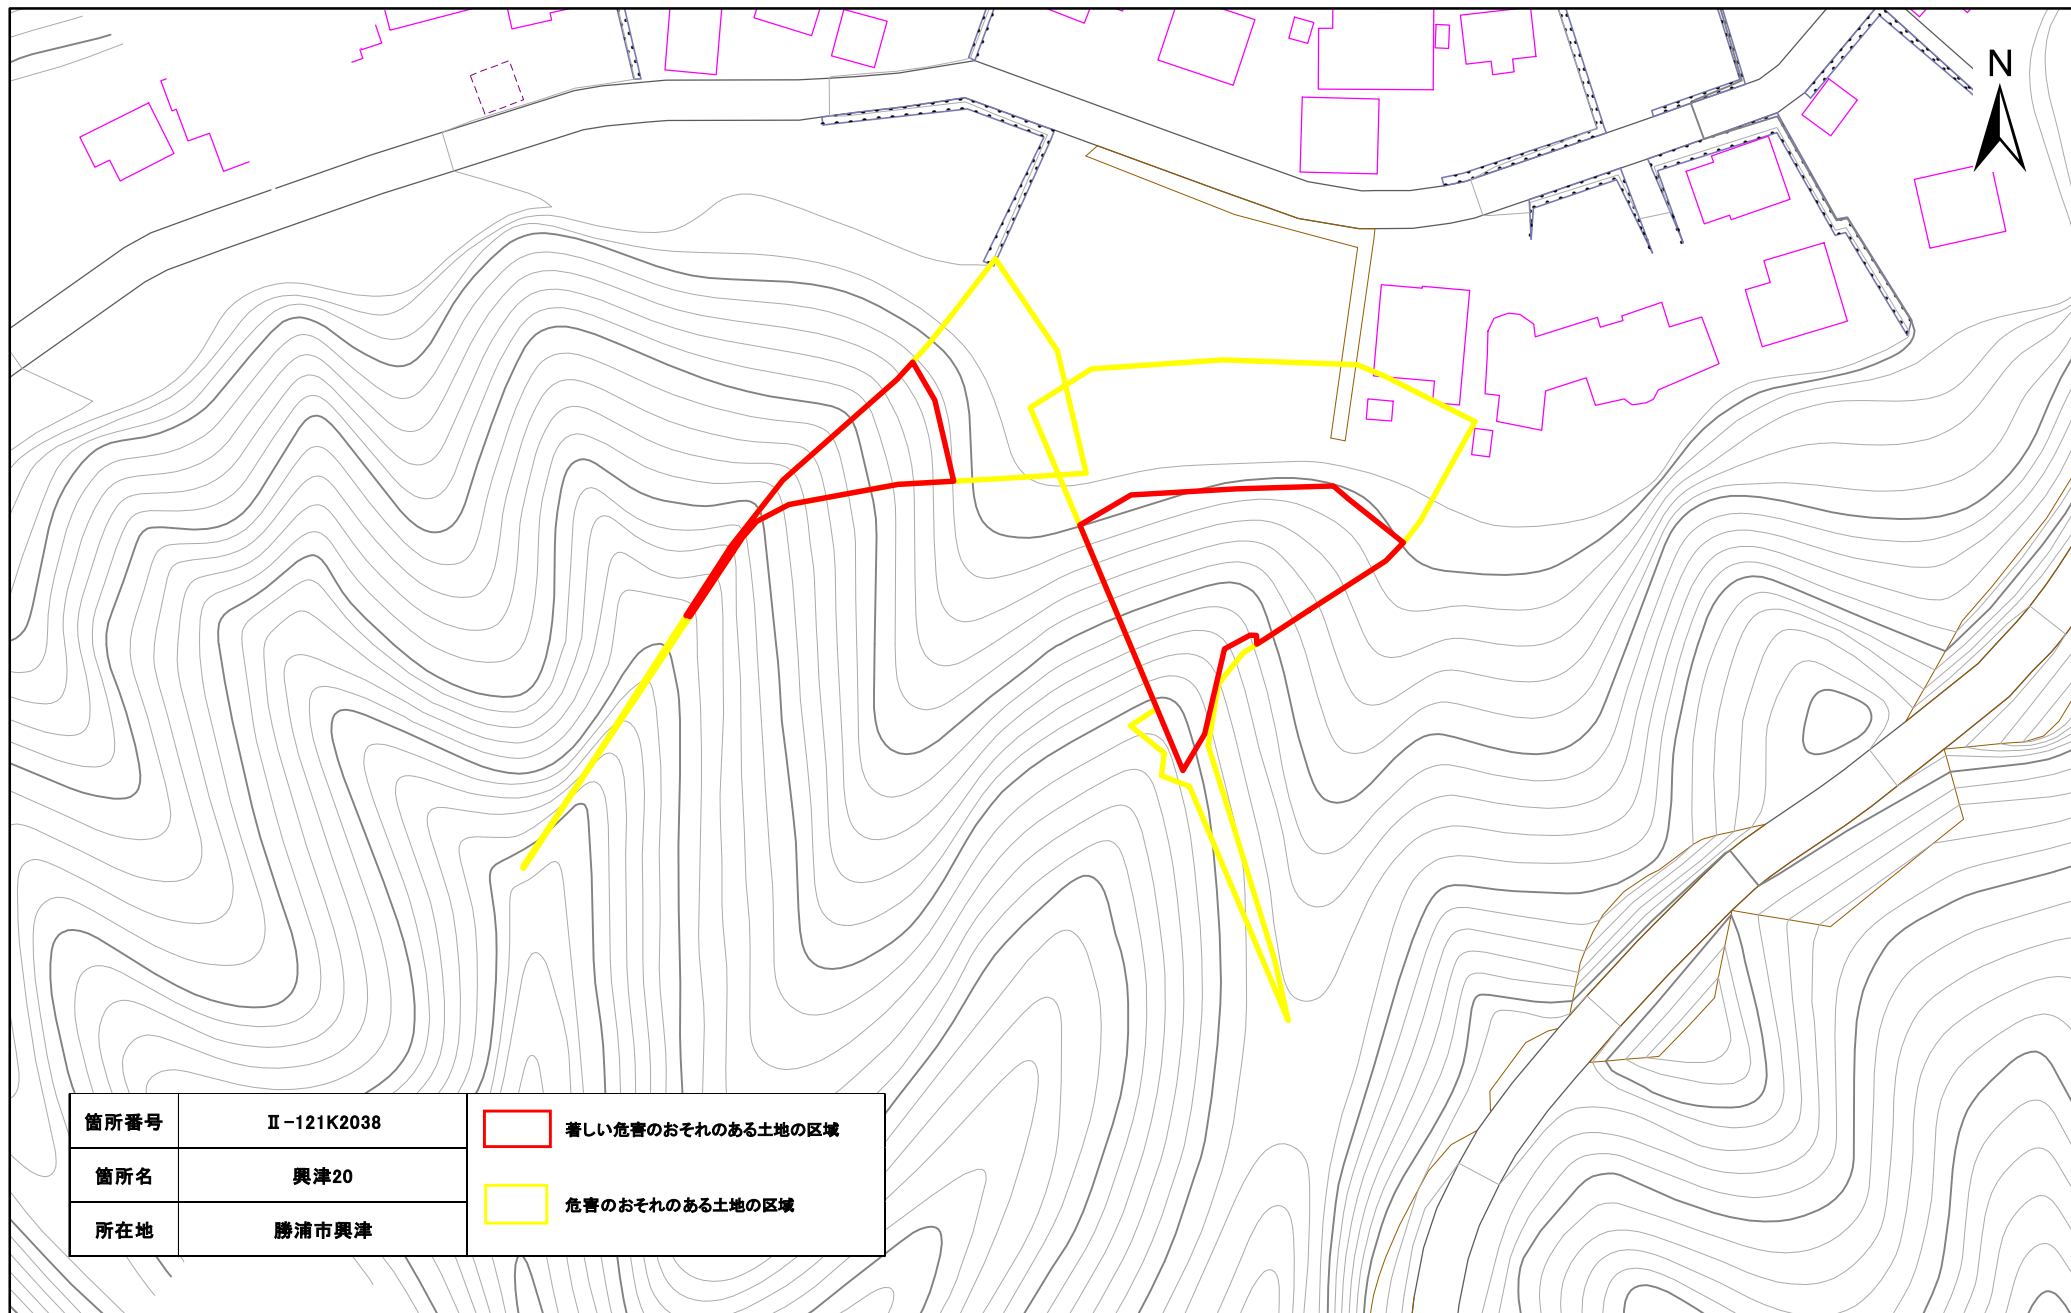 N
箇所番号 Ⅱ-121K2038
箇所名 興津20
所在地 勝浦市興津
著しい危害のおそれのある土地の区域
危害のおそれのある土地の区域